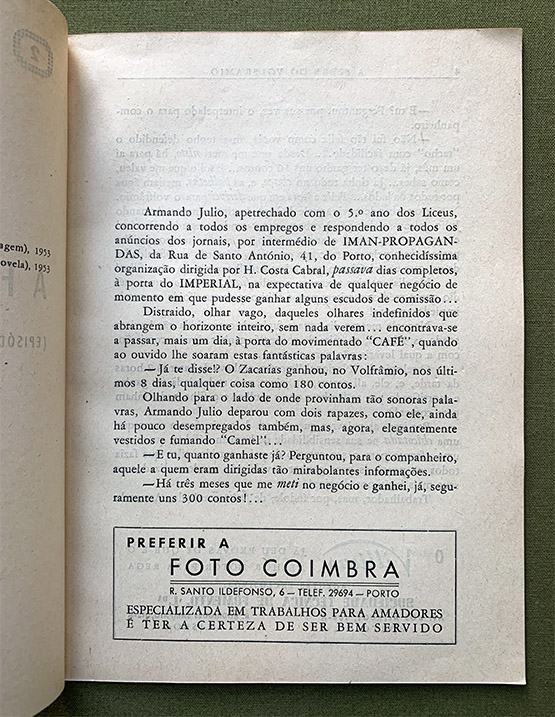 2
agem), 1953
ovela), 1953
A F
(EPISÓD
Armando Julio, apetrechado com o 5.º ano dos Liceus,
concorrendo a todos os empregos e respondendo a todos os
anúncios dos jornais, por intermédio de IMAN-PROPAGAN-
DAS, da Rua de Santo António, 41, do Porto, conhecidíssima
organização dirigida por H. Costa Cabral, passava dias completos,
à porta do IMPERIAL, na expectativa de qualquer negócio de
momento em que pudesse ganhar alguns escudos de comissão...
Distraido, olhar vago, daqueles olhares indefinidos que
abrangem o horizonte inteiro, sem nada verem... encontrava-se
a passar, mais um dia, à porta do movimentado "CAFÉ", quando
ao ouvido lhe soaram estas fantásticas palavras:
—Já te disse!? O Zacarias ganhou, no Volfrâmio, nos últi-
mos 8 dias, qualquer coisa como 180 contos.
Olhando para o lado de onde provinham tão sonoras pala-
vras, Armando Julio deparou com dois rapazes, como ele, ainda
há pouco desempregados também, mas, agora, elegantemente
vestidos e fumando "Camel"...
—E tu, quanto ganhaste já? Perguntou, para o companheiro,
aquele a quem eram dirigidas tão mirabolantes informações.
—Há três meses que me meti no negócio e ganhei, já, segu-
ramente uns 300 contos!...
PREFERIR A
FOTO COIMBRA
R. SANTO ILDEFONSO, 6 — TELEF. 29694 — PORTO
ESPECIALIZADA EM TRABALHOS PARA AMADORES
É TER A CERTEZA DE SER BEM SERVIDO